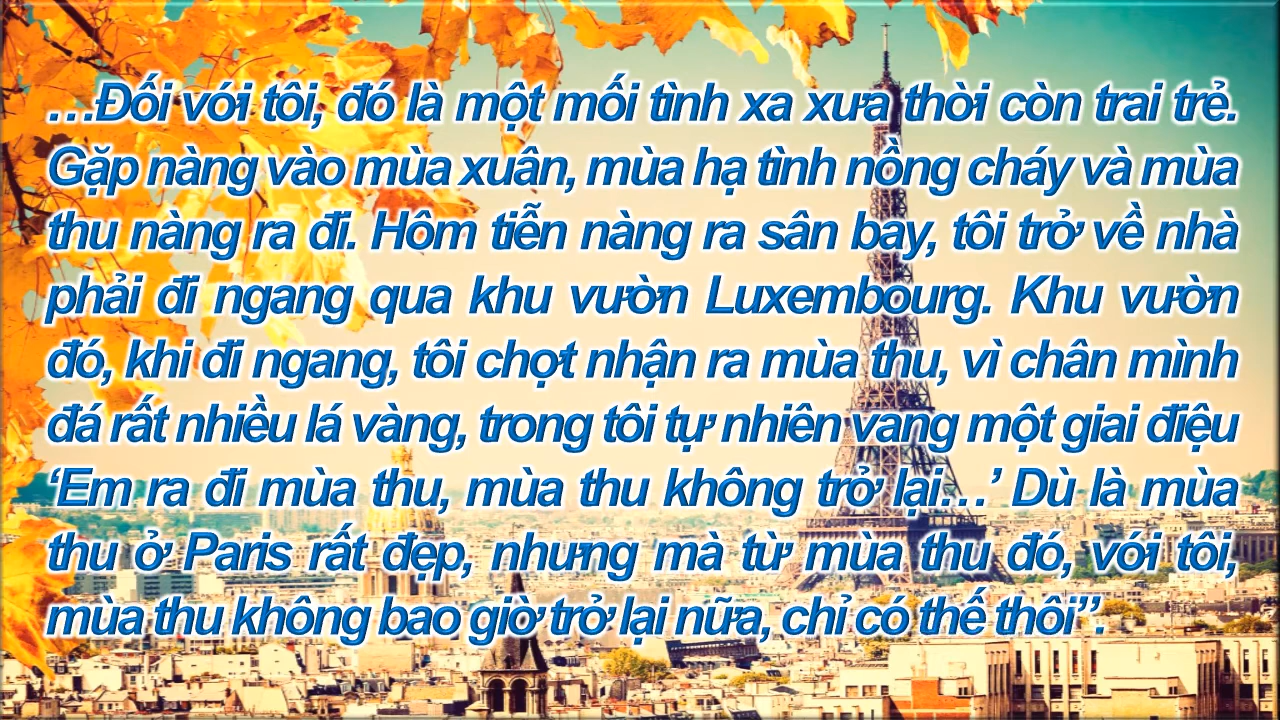 …Đối với tôi, đó là một mối tình xa xưa thời còn trai trẻ.
Gặp nàng vào mùa xuân, mùa hạ tình nồng cháy và mùa
thu nàng ra đi. Hôm tiễn nàng ra sân bay, tôi trở về nhà
phải đi ngang qua khu vườn Luxembourg. Khu vườn
đó, khi đi ngang, tôi chợt nhận ra mùa thu, vì chân mình
đá rất nhiều lá vàng, trong tôi tự nhiên vang một giai điệu
‘Em ra đi mùa thu, mùa thu không trở lại…’ Dù là mùa
thu ở Paris rất đẹp, nhưng mà từ mùa thu đó, với tôi,
mùa thu không bao giờ trở lại nữa, chỉ có thế thôi”.